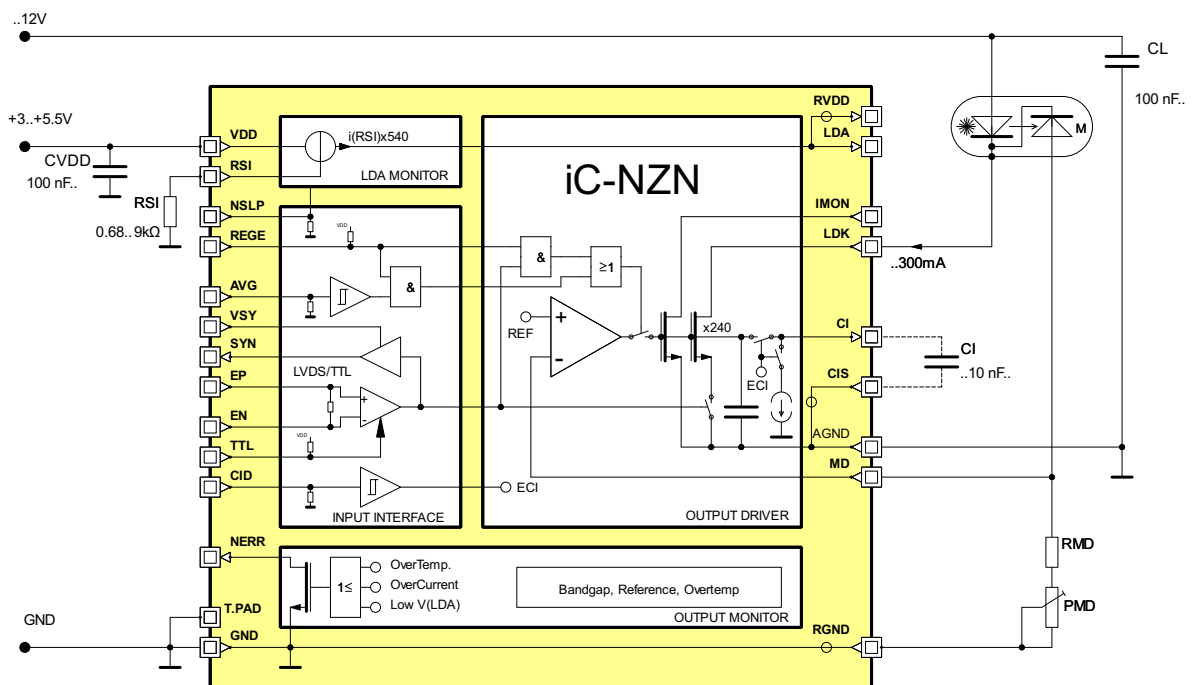 ..12V
CL
100 nF..
+3..+5.5V
CVDD
100 nF..
RSI
0.68..9kΩ
VDD
RSI
NSLP
REGE
AVG
VSY
SYN
EP
EN
TTL
CID
NERR
T.PAD
GND
GND
i(RSI)x540
LDA MONITOR
VDD
&
LVDS/TTL
+
-
VDD
INPUT INTERFACE
ECI
iC-NZN
&
≥1
REF
+
-
x240
ECI
OUTPUT DRIVER
RVDD
LDA
IMON
LDK
..300mA
CI
CIS
CI
..10 nF..
AGND
MD
M
RMD
PMD
RGND
1≤
OverTemp.
OverCurrent
Low V(LDA)
Bandgap, Reference, Overtemp
OUTPUT MONITOR